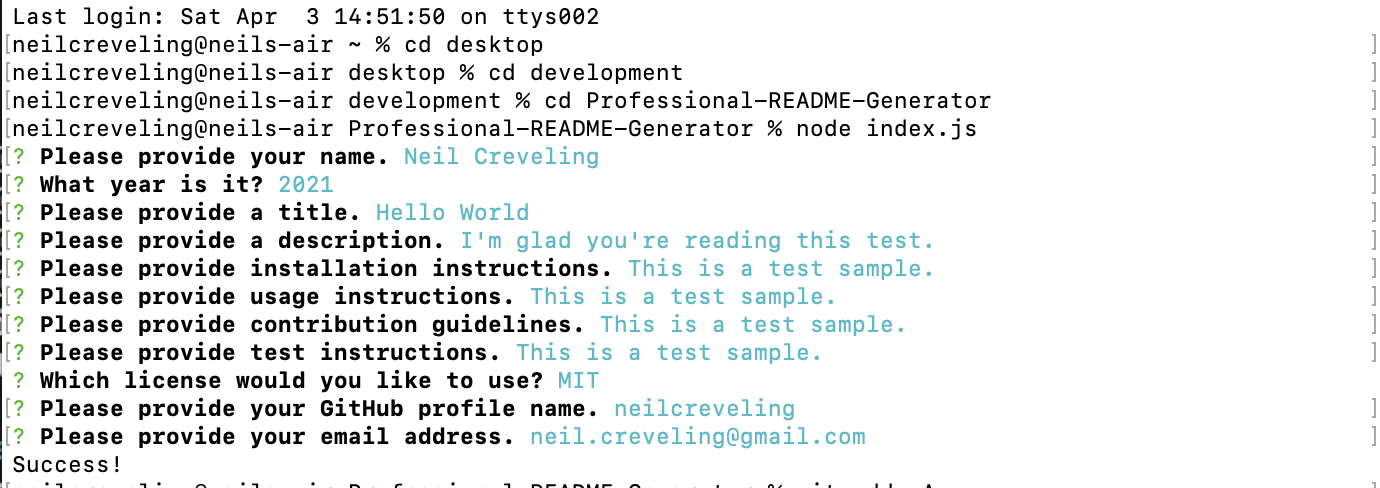 Last login: Sat Apr  3 14:51:50 on ttys002
[neilcreveling@neils-air ~ % cd desktop ]
[neilcreveling@neils-air desktop % cd development ]
[neilcreveling@neils-air development % cd Professional-README-Generator ]
[neilcreveling@neils-air Professional-README-Generator % node index.js ]
[? Please provide your name. Neil Creveling ]
[? What year is it? 2021 ]
[? Please provide a title. Hello World ]
[? Please provide a description. I'm glad you're reading this test. ]
[? Please provide installation instructions. This is a test sample. ]
[? Please provide usage instructions. This is a test sample. ]
[? Please provide contribution guidelines. This is a test sample. ]
[? Please provide test instructions. This is a test sample. ]
? Which license would you like to use? MIT
[? Please provide your GitHub profile name. neilcreveling ]
[? Please provide your email address. neil.creveling@gmail.com ]
Success!